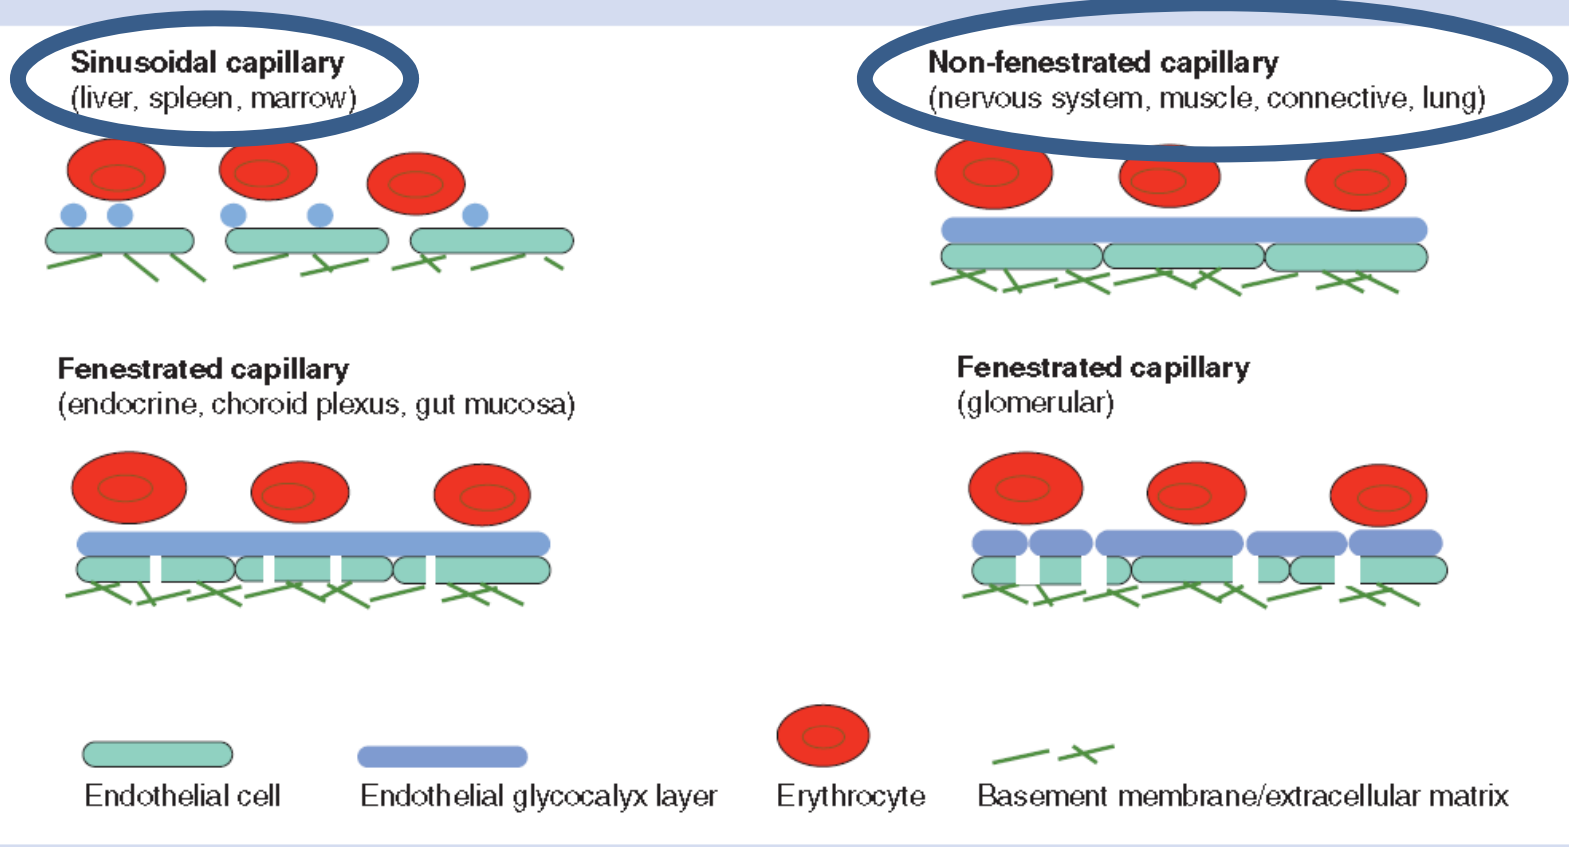 Sinusoidal capillary
(liver, spleen, marrow)
Non-fenestrated capillary
(nervous system, muscle, connective, lung)
Fenestrated capillary
(endocrine, choroid plexus, gut mucosa)
Fenestrated capillary
(glomerular)
Endothelial cell
Endothelial glycocalyx layer
Erythrocyte
Basement membrane/extracellular matrix